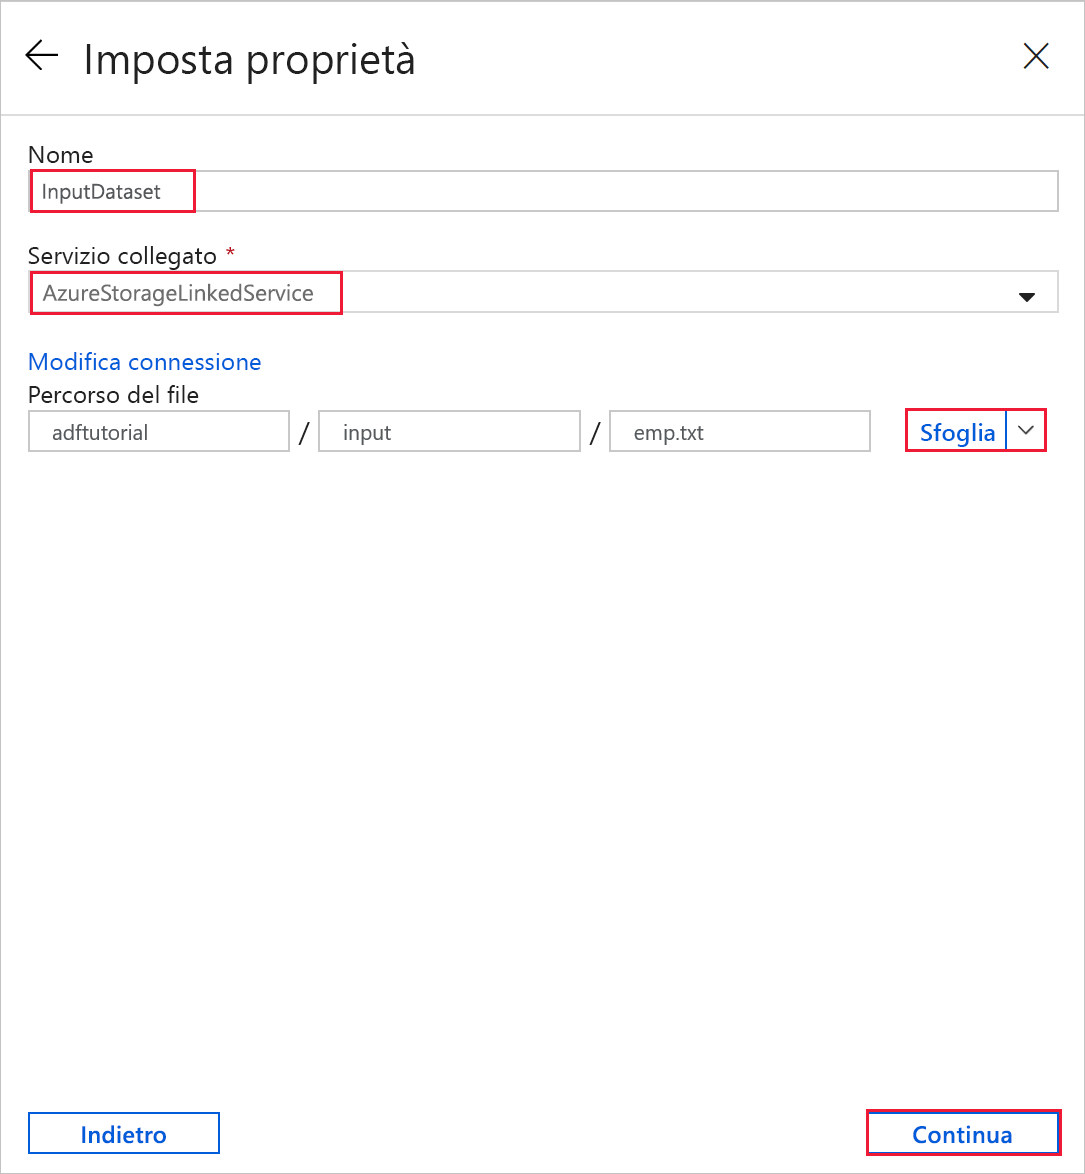 Imposta proprietà
Nome
InputDataset
Servizio collegato *
AzureStorageLinkedService
Modifica connessione
Percorso del file
adftutorial / input / emp.txt Sfoglia
Indietro Continua